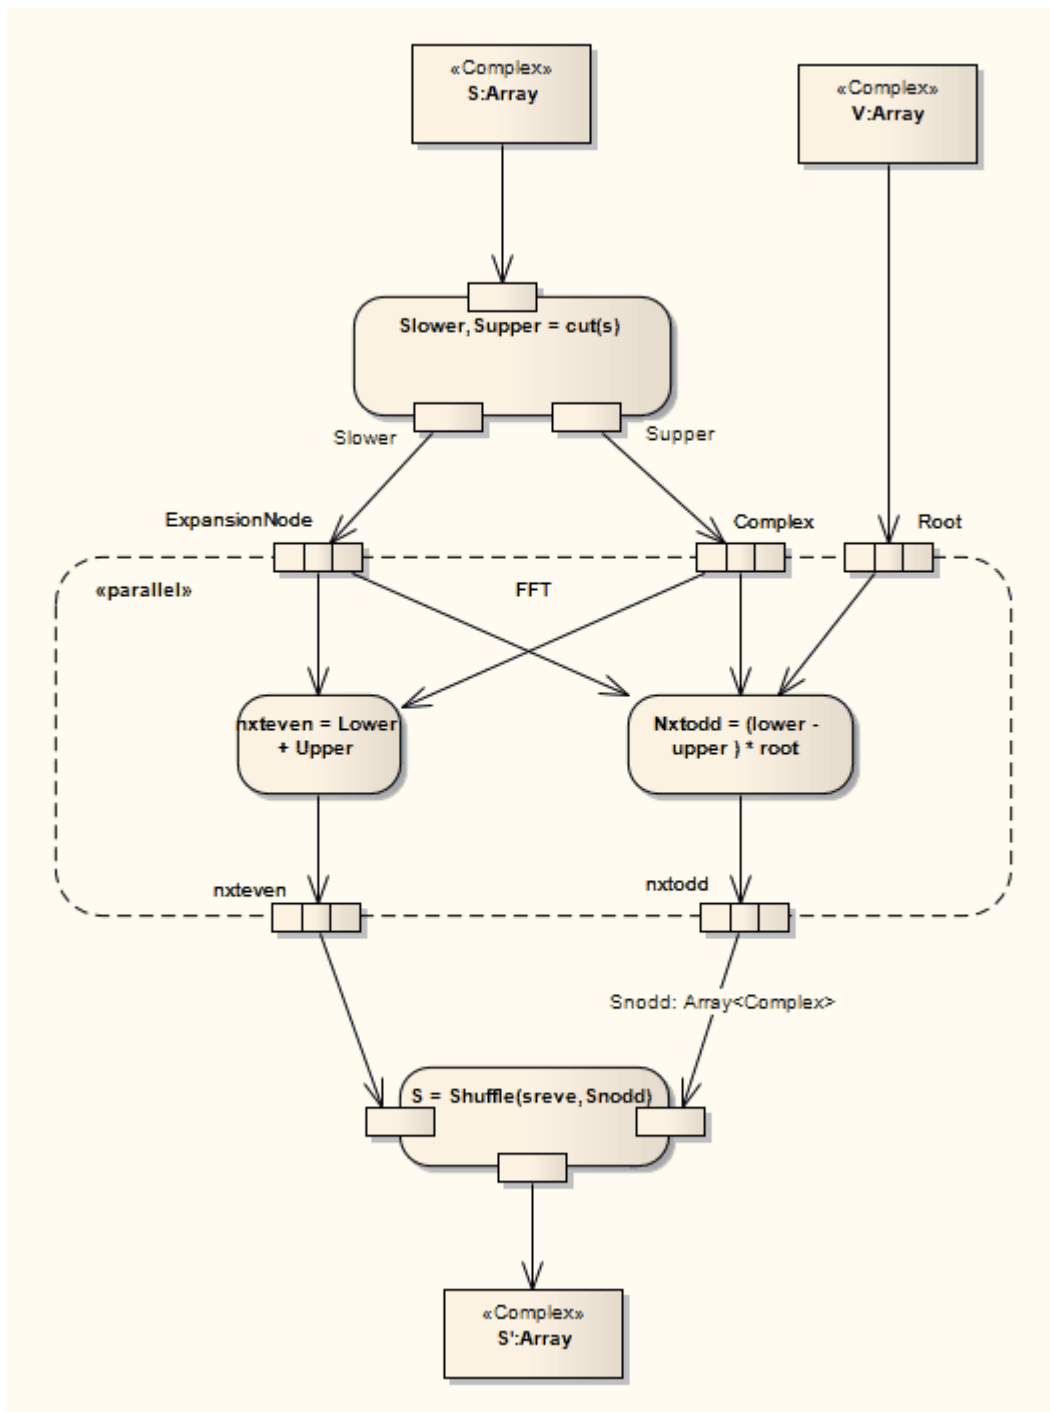 «Complex»
S:Array
«Complex»
V:Array
Slower,Supper = cut(s)
Slower
Supper
ExpansionNode
Complex
Root
«parallel»
FFT
nxteven = Lower
+ Upper
Nxtodd = (lower -
upper ) * root
nxteven
nxtodd
Snodd: Array<Complex>
S = Shuffle(sreve,Snodd)
«Complex»
S':Array